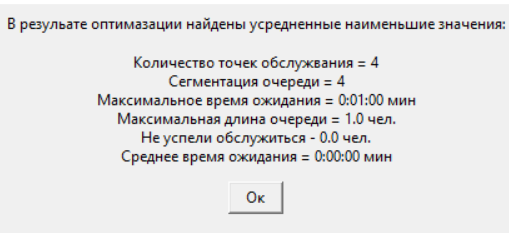 В резульате оптимазации найдены усредненные наименьшие значения:
Количество точек обслужвания = 4
Сегментация очереди = 4
Максимальное время ожидания = 0:01:00 мин
Максимальная длина очереди = 1.0 чел.
Не успели обслужиться - 0.0 чел.
Среднее время ожидания = 0:00:00 мин
Ок